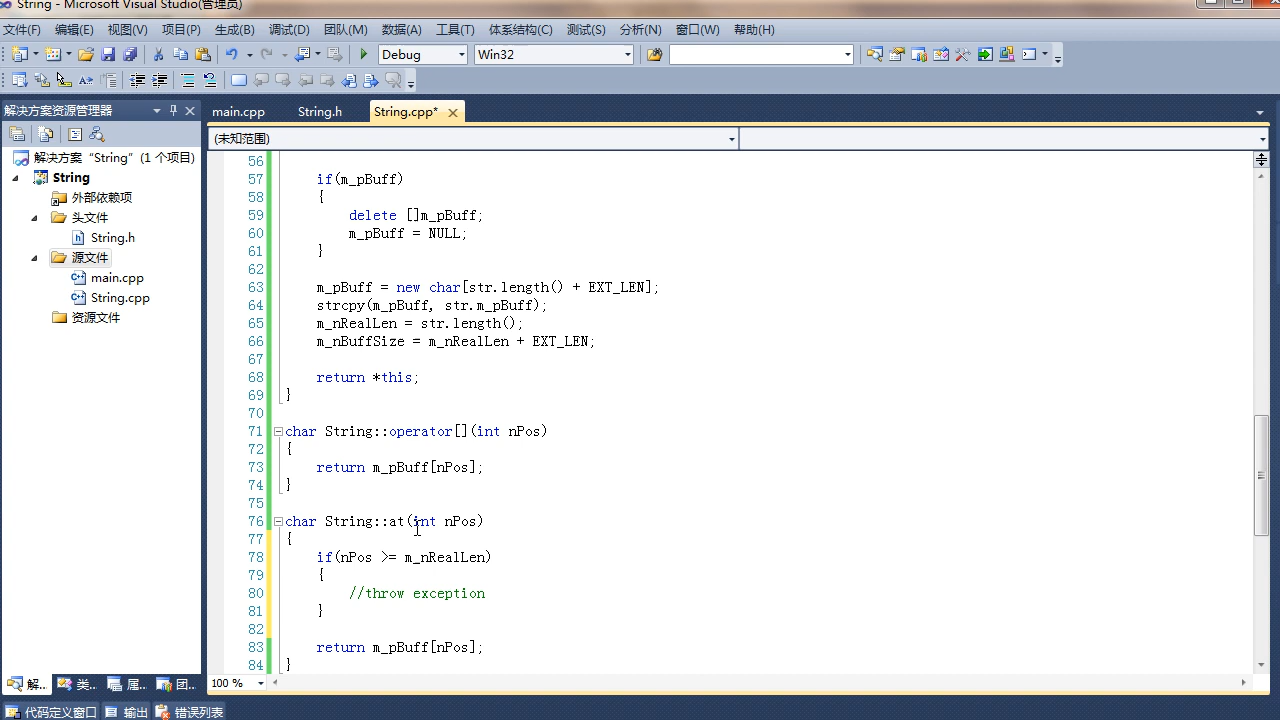 String - Microsoft Visual Studio(管理员)
文件(F) 编辑(E) 视图(V) 项目(P) 生成(B) 调试(D) 团队(M) 数据(A) 工具(T) 体系结构(C) 测试(S) 分析(N) 窗口(W) 帮助(H)
Debug Win32
解决方案资源管理器
main.cpp String.h String.cpp*
(未知范围)
解决方案 “String” (1 个项目)
String
外部依赖项
头文件
String.h
源文件
main.cpp
String.cpp
资源文件
56
57 if(m_pBuff)
58 {
59 delete []m_pBuff;
60 m_pBuff = NULL;
61 }
62
63 m_pBuff = new char[str.length() + EXT_LEN];
64 strcpy(m_pBuff, str.m_pBuff);
65 m_nRealLen = str.length();
66 m_nBuffSize = m_nRealLen + EXT_LEN;
67
68 return *this;
69 }
70
71 char String::operator[](int nPos)
72 {
73 return m_pBuff[nPos];
74 }
75
76 char String::at(int nPos)
77 {
78 if(nPos >= m_nRealLen)
79 {
80 //throw exception
81 }
82
83 return m_pBuff[nPos];
84 }
100 %
解... 类... 属... 团...
代码定义窗口 输出 错误列表